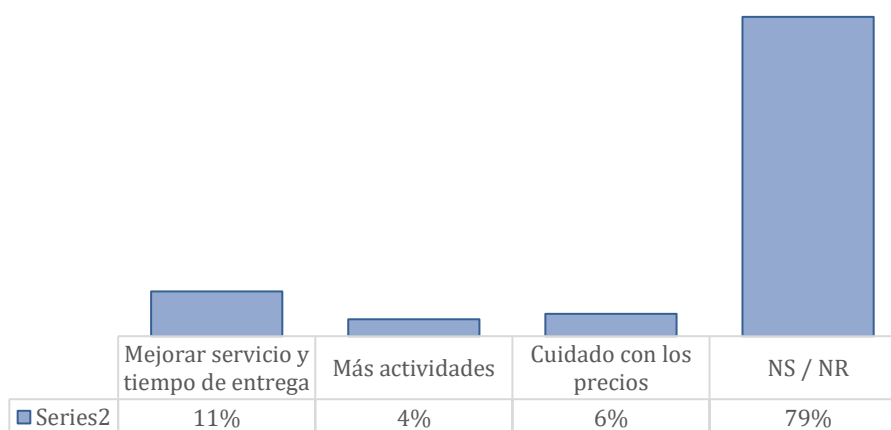 Mejorar servicio y
tiempo de entrega
Más actividades
Cuidado con los
precios
NS / NR
Series2 11% 4% 6% 79%